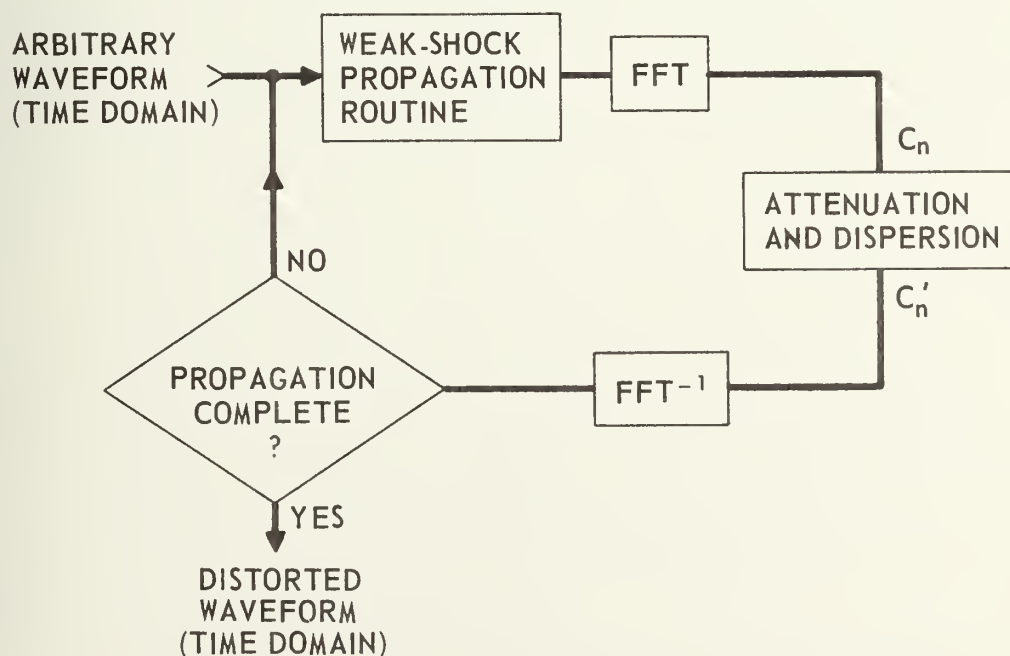 ARBITRARY
WAVEFORM
(TIME DOMAIN)
WEAK-SHOCK
PROPAGATION
ROUTINE
FFT
Cₙ
ATTENUATION
AND DISPERSION
Cₙ′
FFT⁻¹
PROPAGATION
COMPLETE
?
NO
YES
DISTORTED
WAVEFORM
(TIME DOMAIN)